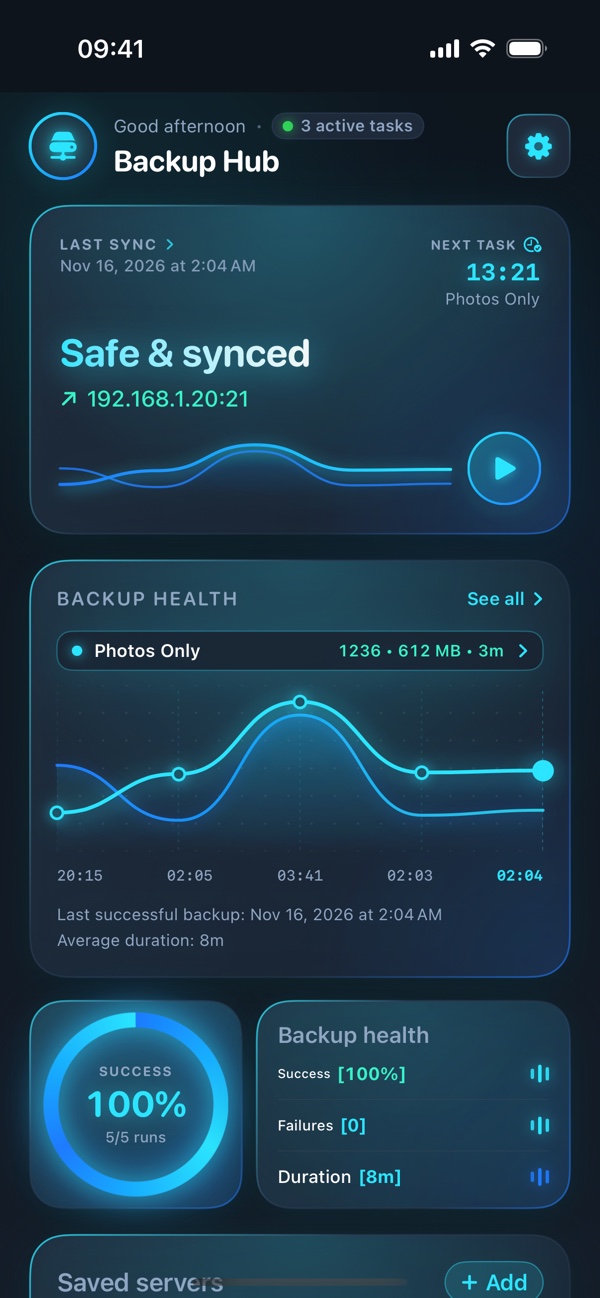 09:41
Good afternoon · 3 active tasks
Backup Hub
LAST SYNC
Nov 16, 2026 at 2:04 AM
NEXT TASK
13:21
Photos Only
Safe & synced
192.168.1.20:21
BACKUP HEALTH
See all
Photos Only
1236 • 612 MB • 3m
20:15 02:05 03:41 02:03 02:04
Last successful backup: Nov 16, 2026 at 2:04 AM
Average duration: 8m
SUCCESS
100%
5/5 runs
Backup health
Success [100%]
Failures [0]
Duration [8m]
Saved servers
+ Add